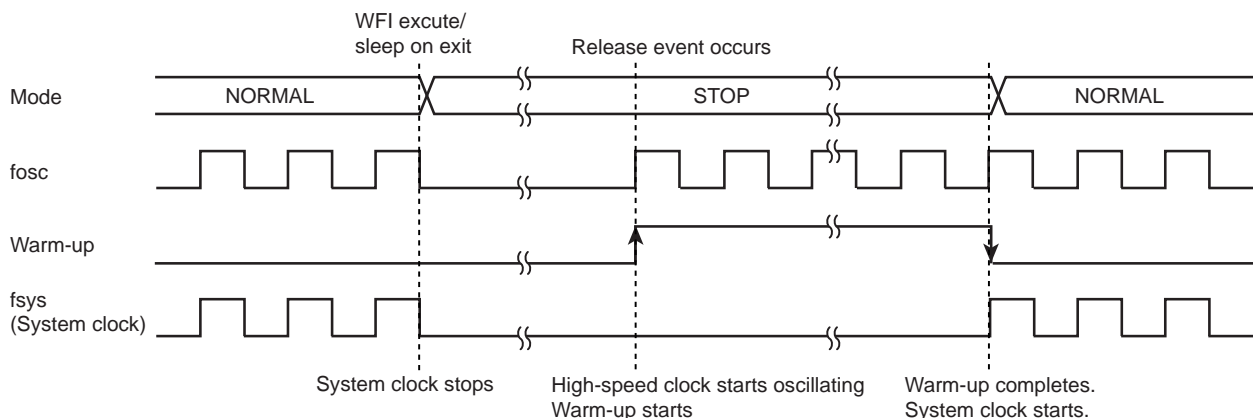 WFI excute/
sleep on exit
Release event occurs
Mode
NORMAL
STOP
NORMAL
fosc
Warm-up
fsys
(System clock)
System clock stops
High-speed clock starts oscillating
Warm-up starts
Warm-up completes.
System clock starts.